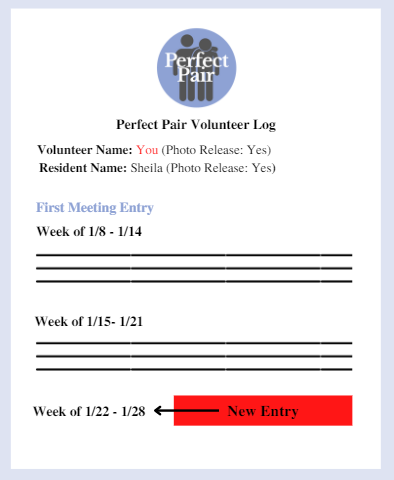 Perfect
Pair
Perfect Pair Volunteer Log
Volunteer Name: You (Photo Release: Yes)
Resident Name: Sheila (Photo Release: Yes)
First Meeting Entry
Week of 1/8 - 1/14
Week of 1/15- 1/21
Week of 1/22 - 1/28 New Entry